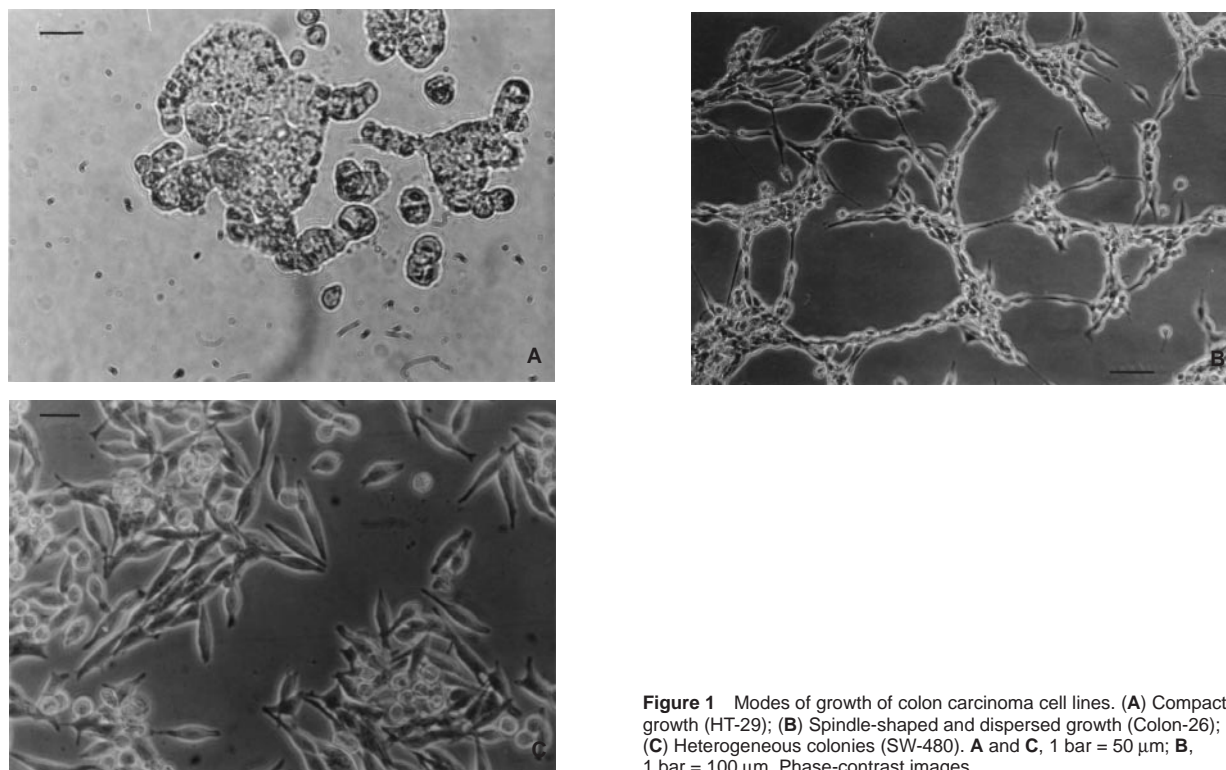 A
B
C
Figure 1 Modes of growth of colon carcinoma cell lines. (A) Compact
growth (HT-29); (B) Spindle-shaped and dispersed growth (Colon-26);
(C) Heterogeneous colonies (SW-480). A and C, 1 bar = 50 µm; B,
1 bar = 100 µm. Phase-contrast images